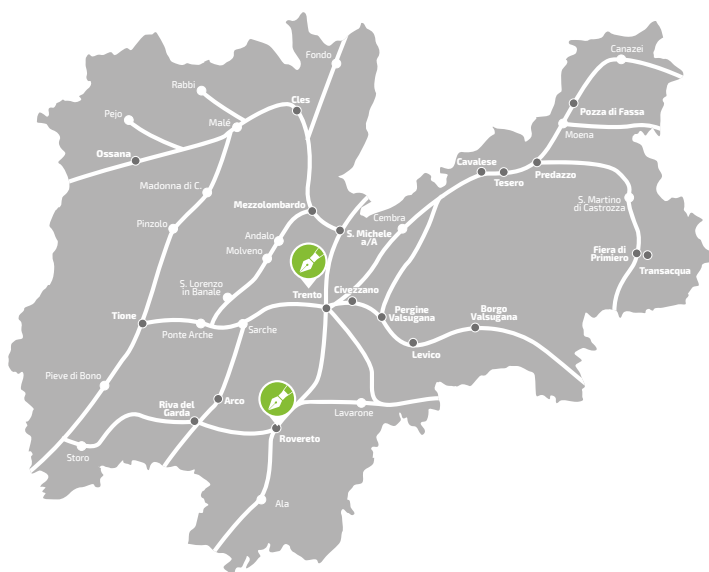 Canazei
Fondo
Rabbi
Cles
Pozza di Fassa
Pejo
Malé
Moena
Ossana
Cavalese
Tesero
Predazzo
Madonna di C.
Mezzolombardo
S. Martino
di Castrozza
Pinzolo
Andalo
Cembra
S. Michele
a/A
Molveno
Fiera di
Primiero
Transacqua
S. Lorenzo
in Banale
Trento
Civezzano
Tione
Ponte Arche
Sarche
Pergine
Valsugana
Borgo
Valsugana
Levico
Pieve di Bono
Riva del
Garda
Arco
Lavarone
Rovereto
Storo
Ala